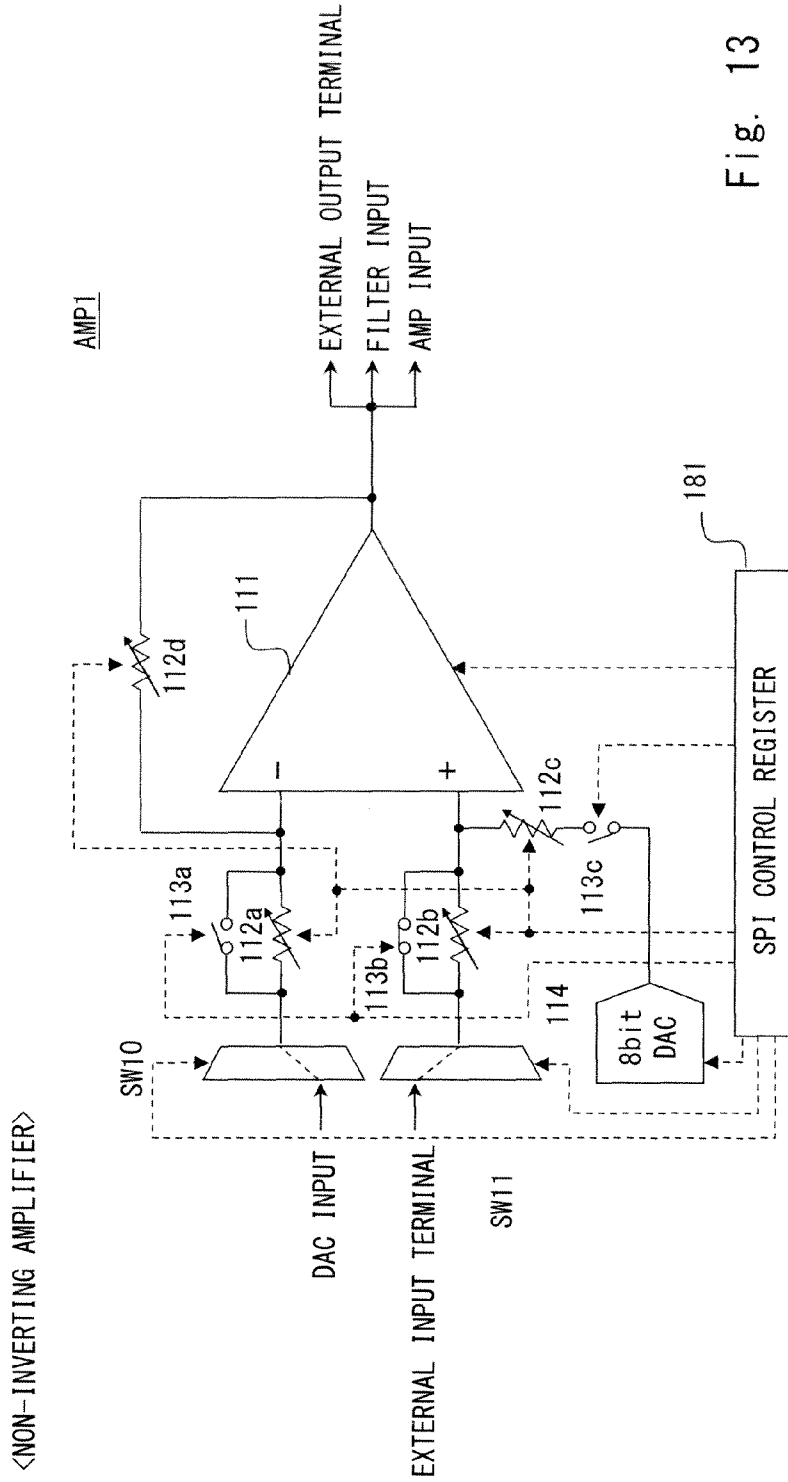 <NON-INVERTING AMPLIFIER>
AMP1
112d
EXTERNAL OUTPUT TERMINAL
FILTER INPUT
AMP INPUT
111
−
+
113a
112a
SW10
DAC INPUT
113b
112b
EXTERNAL INPUT TERMINAL
SW11
112c
113c
114
8bit
DAC
181
SPI CONTROL REGISTER
Fig. 13